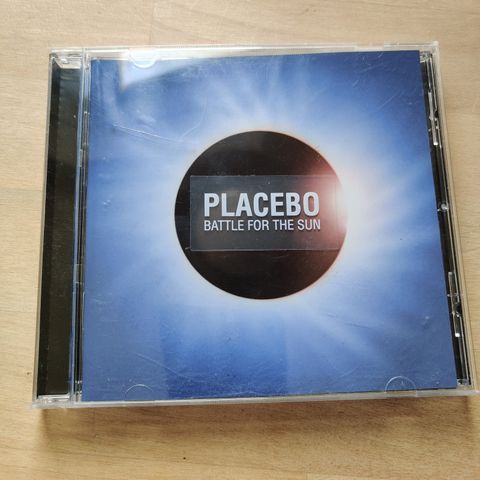 PLACEBO
BATTLE FOR THE SUN